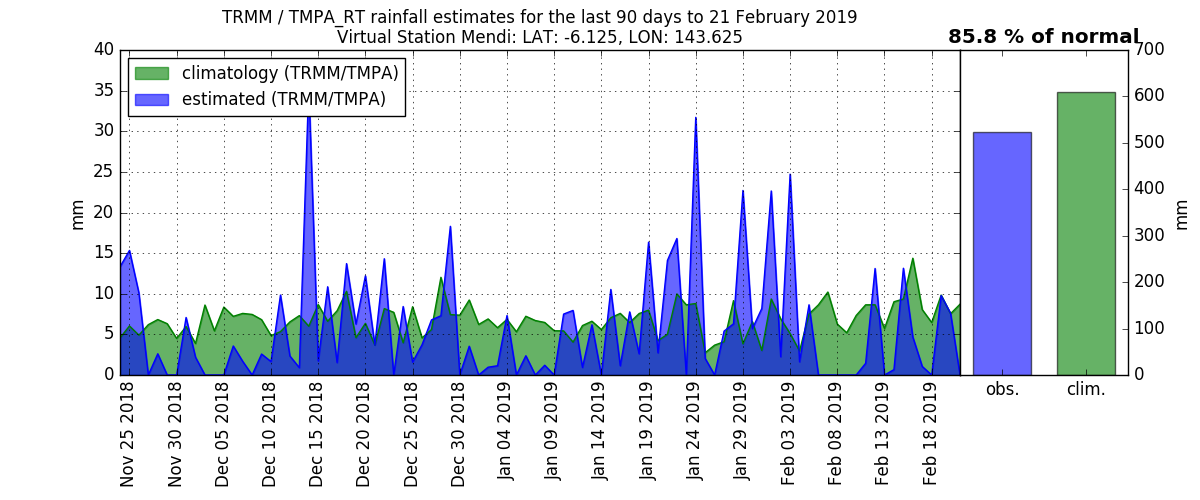 TRMM / TMPA_RT rainfall estimates for the last 90 days to 21 February 2019
Virtual Station Mendi: LAT: -6.125, LON: 143.625
85.8 % of normal
climatology (TRMM/TMPA)
estimated (TRMM/TMPA)
mm
40
35
30
25
20
15
10
5
0
Nov 25 2018
Nov 30 2018
Dec 05 2018
Dec 10 2018
Dec 15 2018
Dec 20 2018
Dec 25 2018
Dec 30 2018
Jan 04 2019
Jan 09 2019
Jan 14 2019
Jan 19 2019
Jan 24 2019
Jan 29 2019
Feb 03 2019
Feb 08 2019
Feb 13 2019
Feb 18 2019
obs.
clim.
700
600
500
400
300
200
100
0
mm